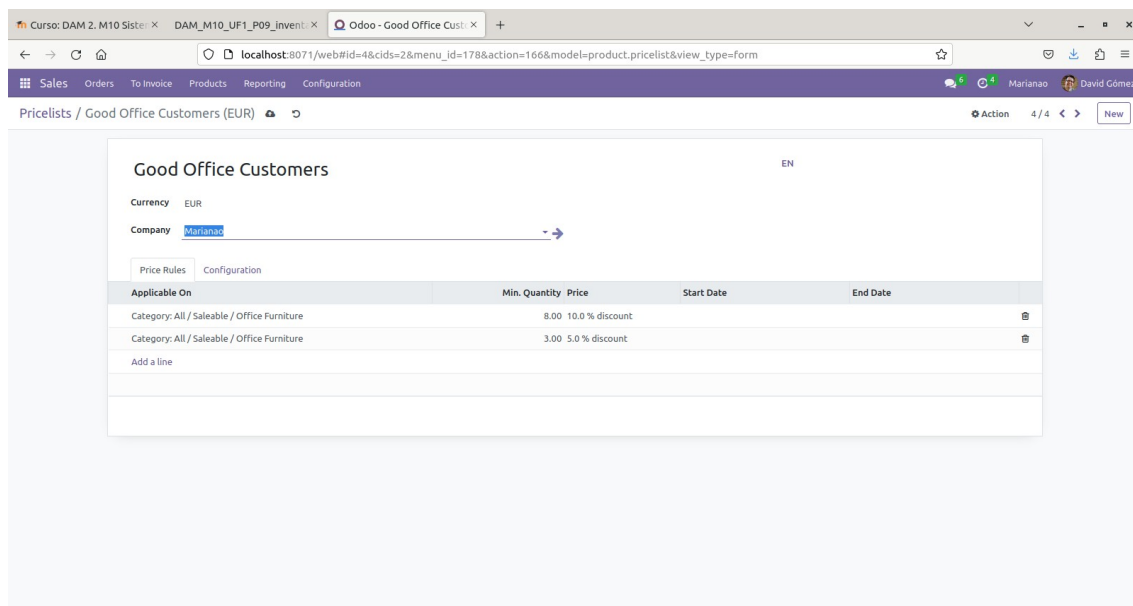 Curso: DAM 2. M10 Sister DAM_M10_UF1_P09_invent Odoo - Good Office Cust
localhost:8071/web#id=4&cids=2&menu_id=178&action=166&model=product.pricelist&view_type=form
Sales Orders To Invoice Products Reporting Configuration 6 4 Marianao David Gómez
Pricelists / Good Office Customers (EUR) Action 4 / 4 New
Good Office Customers EN
Currency EUR
Company Marianao
Price Rules Configuration
Applicable On Min. Quantity Price Start Date End Date
Category: All / Saleable / Office Furniture 8.00 10.0 % discount
Category: All / Saleable / Office Furniture 3.00 5.0 % discount
Add a line